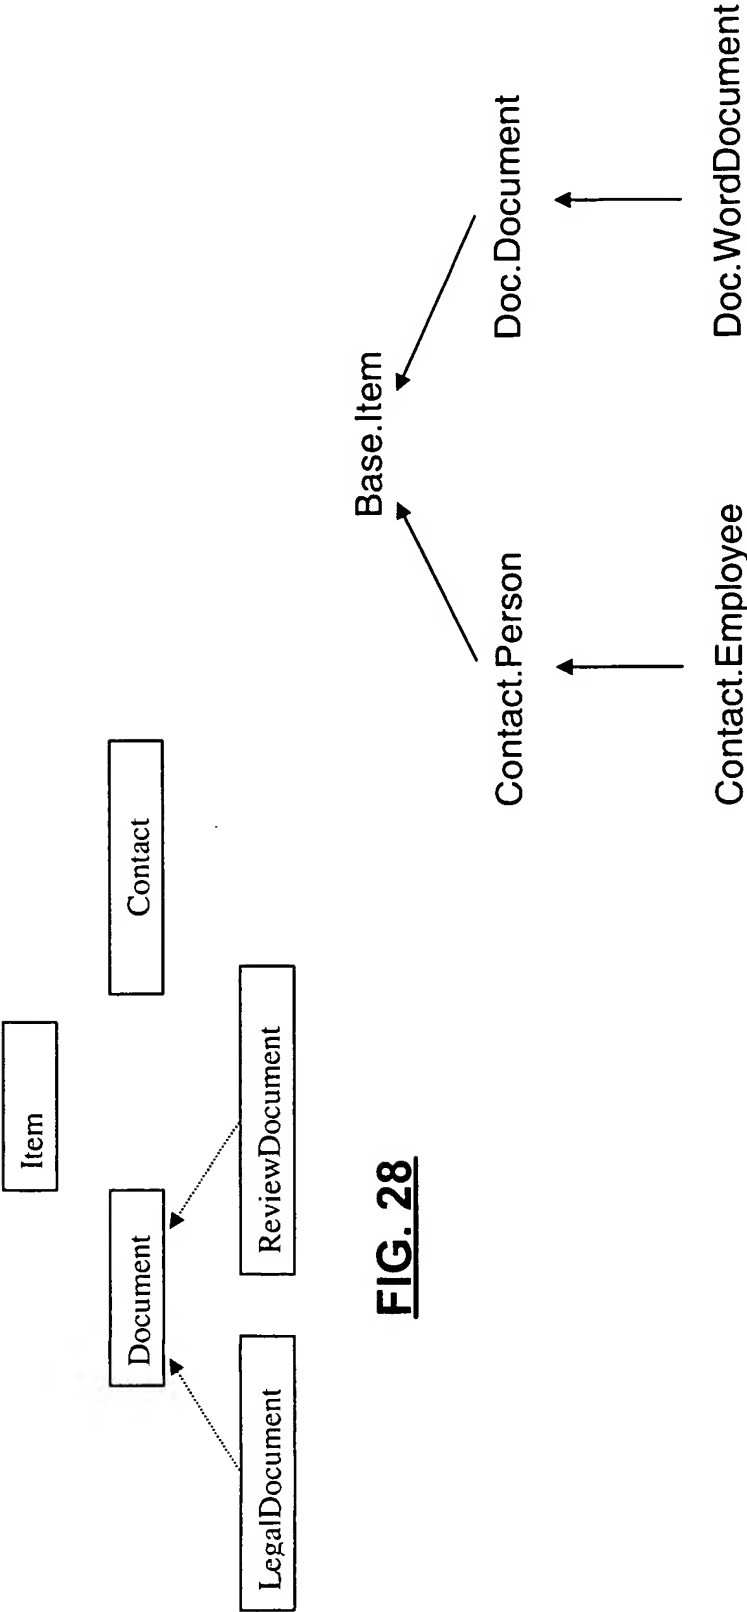 Item
Document
Contact
LegalDocument
ReviewDocument
FIG. 28
Base.Item
Contact.Person
Doc.Document
Contact.Employee
Doc.WordDocument